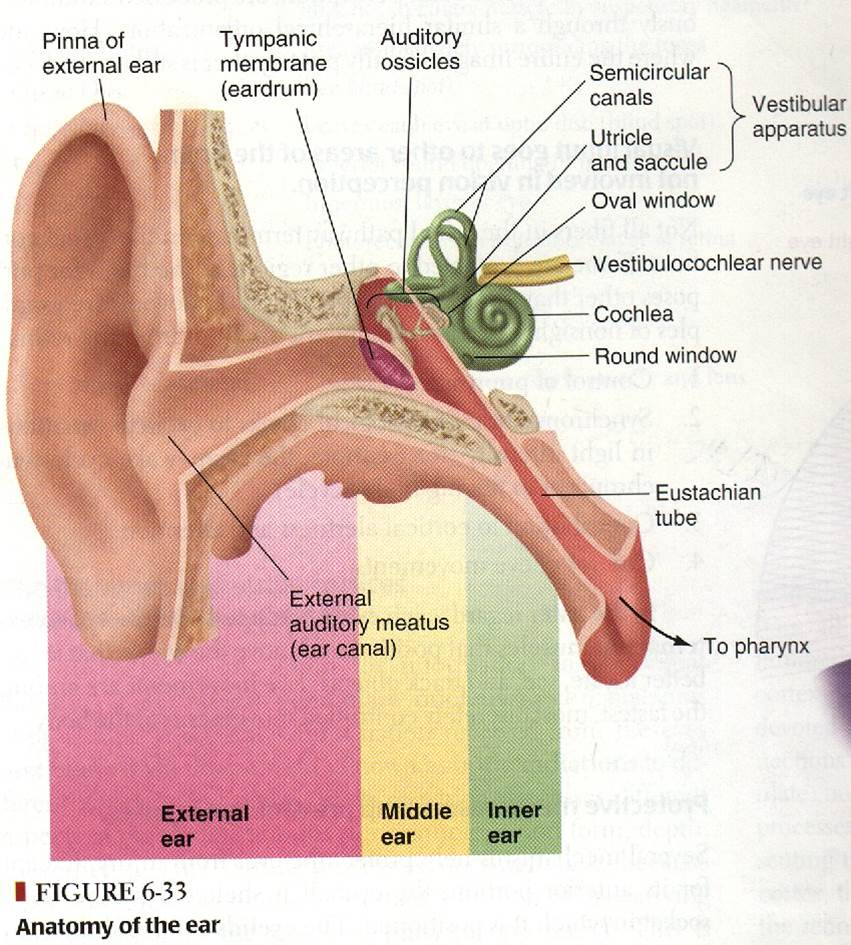 Pinna of
external ear
Tympanic
membrane
(eardrum)
Auditory
ossicles
Semicircular
canals
Utricle
and saccule
Vestibular
apparatus
Oval window
Vestibulocochlear nerve
Cochlea
Round window
Eustachian
tube
External
auditory meatus
(ear canal)
To pharynx
External
ear
Middle
ear
Inner
ear
FIGURE 6-33
Anatomy of the ear